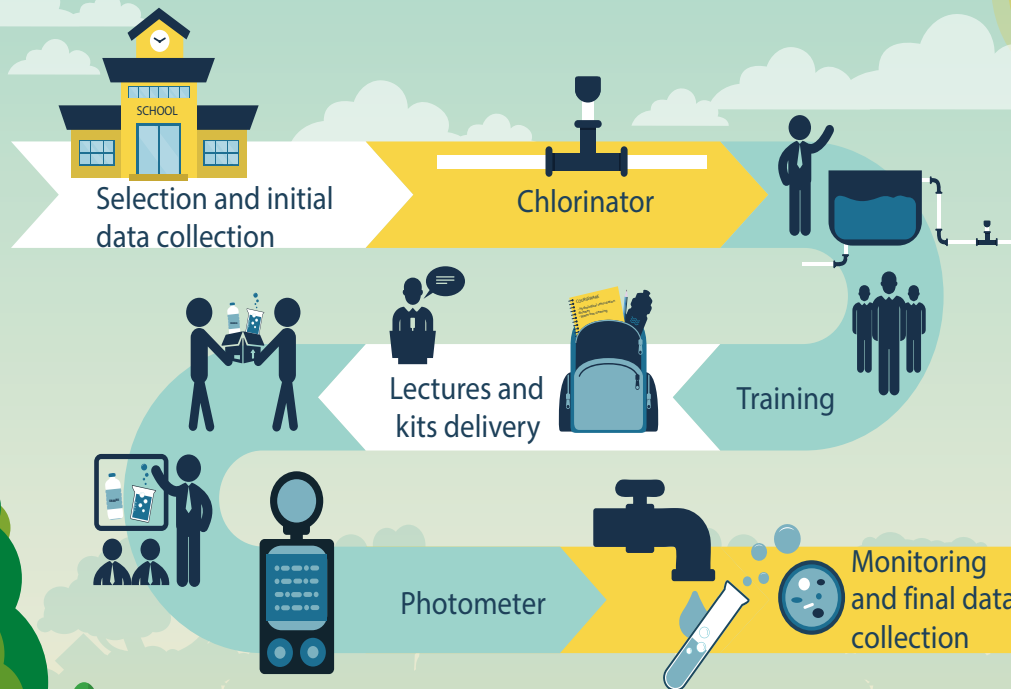 SCHOOL
Selection and initial
data collection
Chlorinator
Lectures and
kits delivery
Training
Photometer
Monitoring
and final data
collection